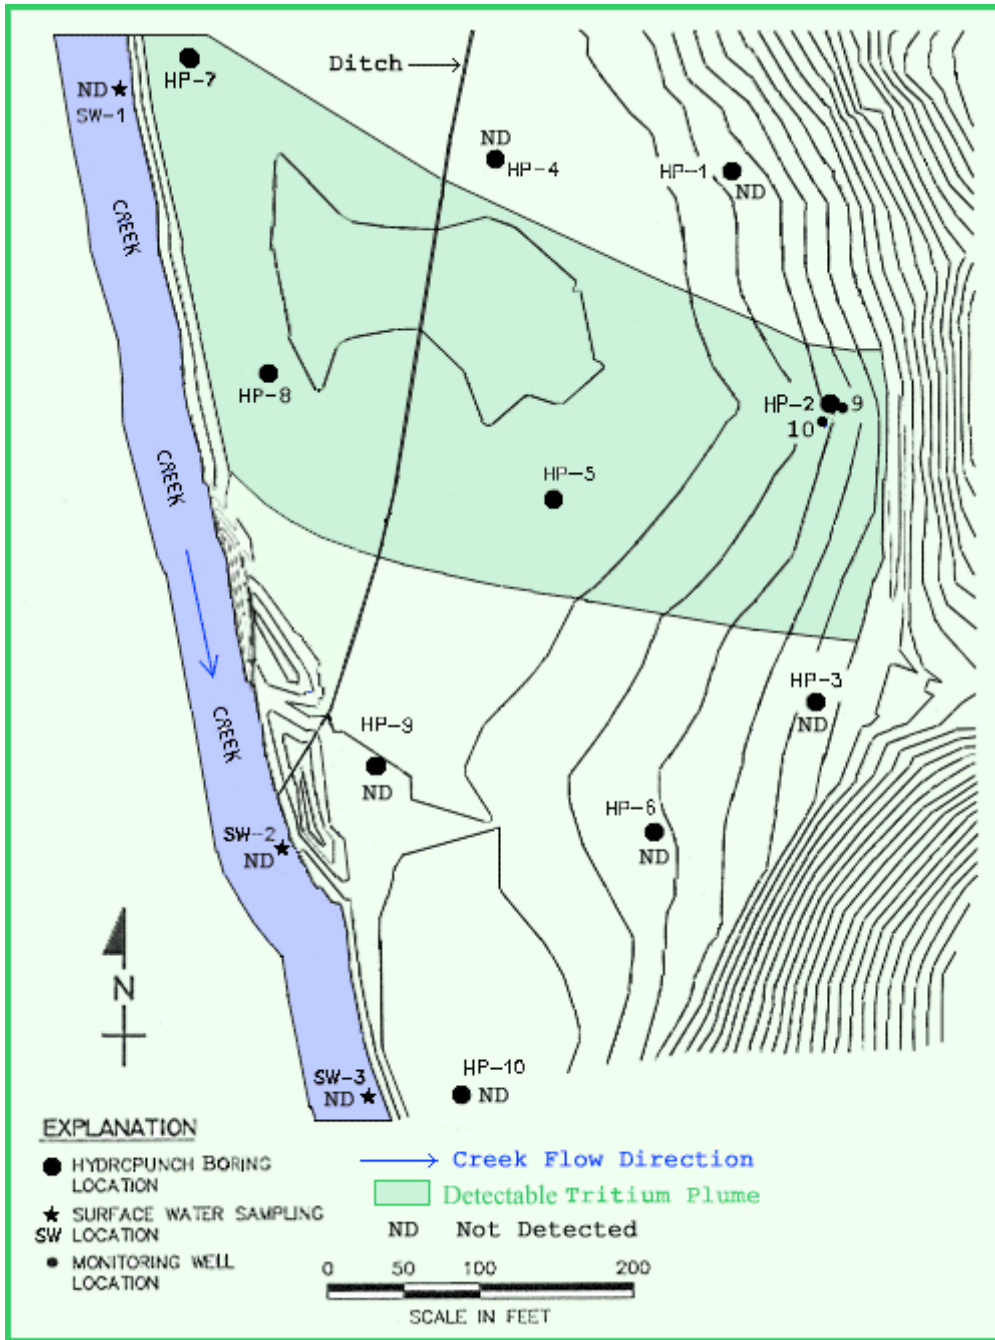 Ditch
HP-7
ND
SW-1
ND
HP-4
HP-1
ND
CREEK
HP-8
HP-2
9
10
CREEK
HP-5
CREEK
HP-3
ND
HP-9
ND
HP-6
ND
SW-2
ND
N
SW-3
ND
HP-10
ND
EXPLANATION
HYDRCPUNCH BORING
LOCATION
SURFACE WATER SAMPLING
SW LOCATION
MONITORING WELL
LOCATION
Creek Flow Direction
Detectable Tritium Plume
ND Not Detected
0 50 100 200
SCALE IN FEET